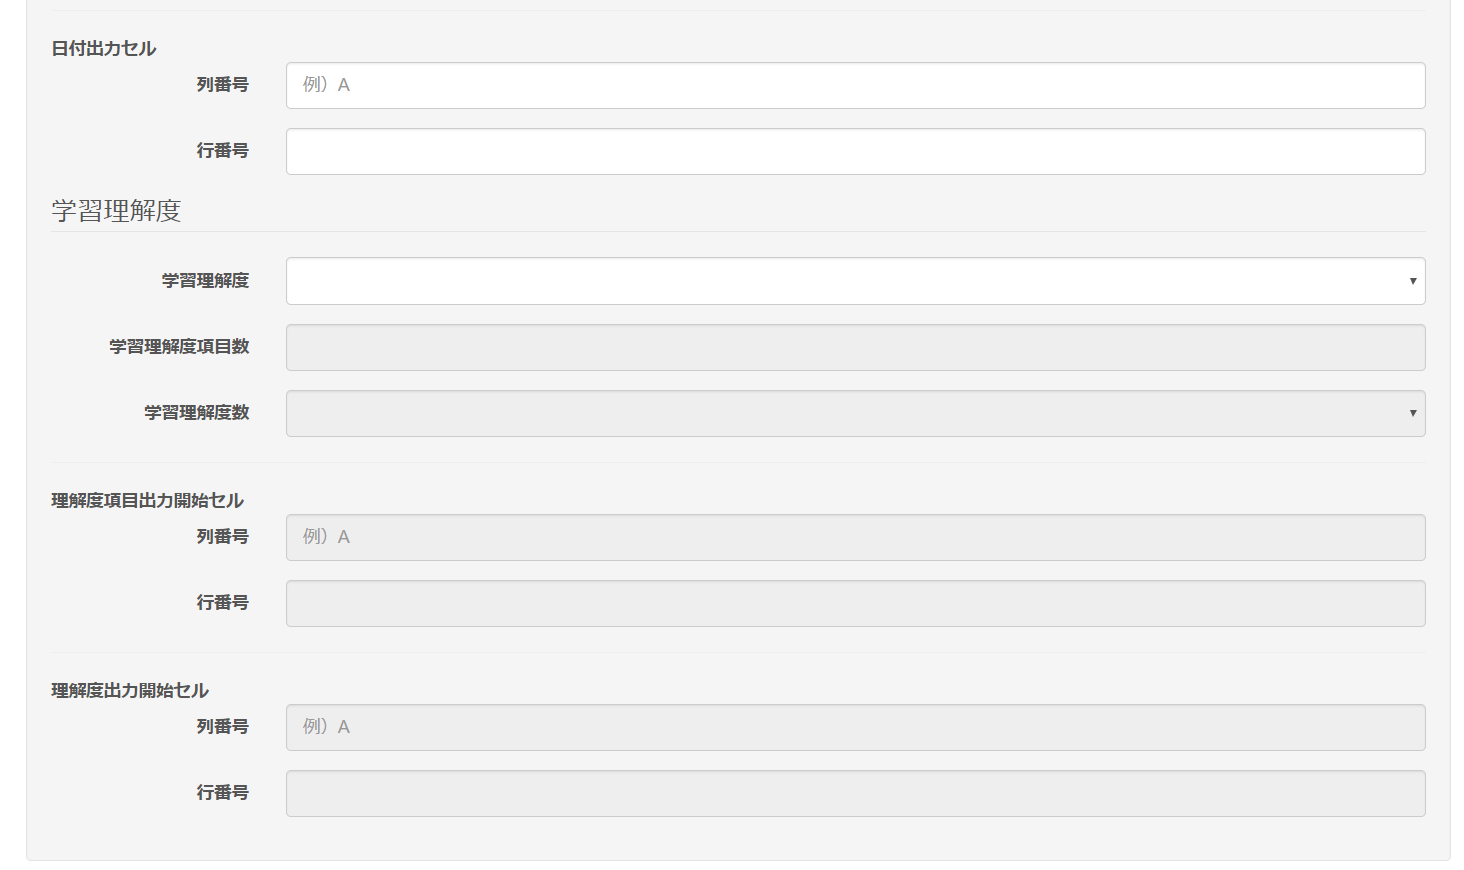 日付出力セル
列番号
例）A
行番号
学習理解度
学習理解度
学習理解度項目数
学習理解度数
理解度項目出力開始セル
列番号
例）A
行番号
理解度出力開始セル
列番号
例）A
行番号